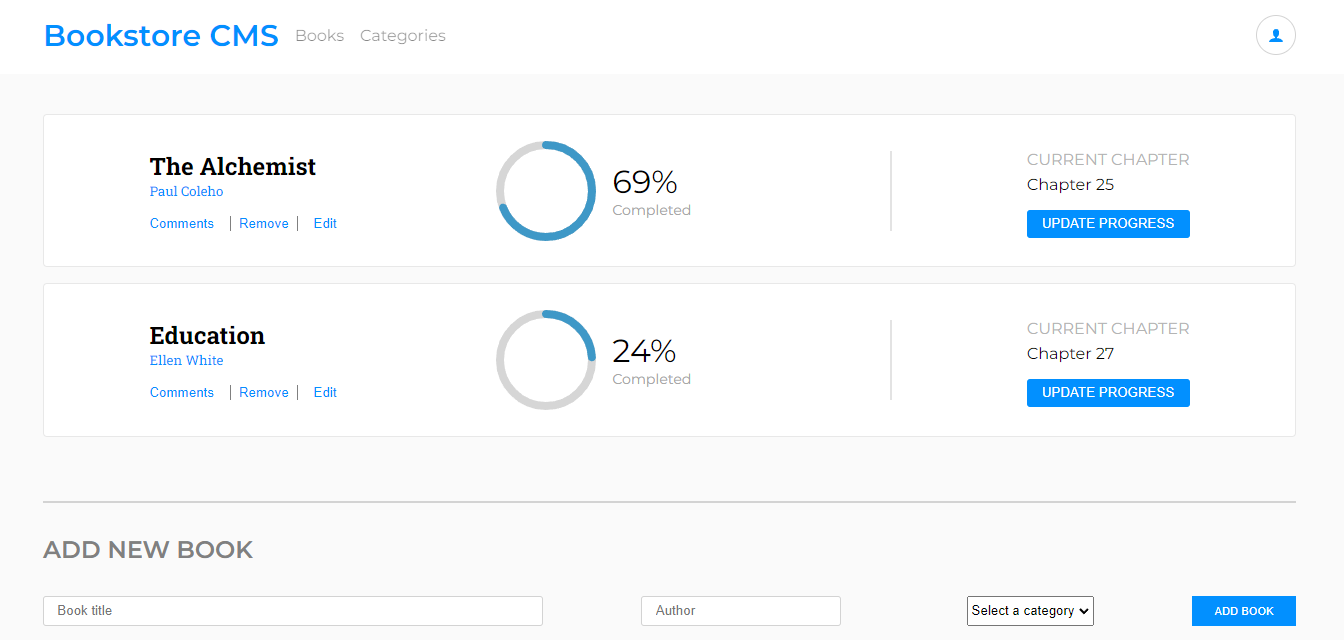 Bookstore CMS Books Categories
The Alchemist
Paul Coleho
Comments Remove Edit
69%
Completed
CURRENT CHAPTER
Chapter 25
UPDATE PROGRESS
Education
Ellen White
Comments Remove Edit
24%
Completed
CURRENT CHAPTER
Chapter 27
UPDATE PROGRESS
ADD NEW BOOK
Book title Author Select a category ADD BOOK